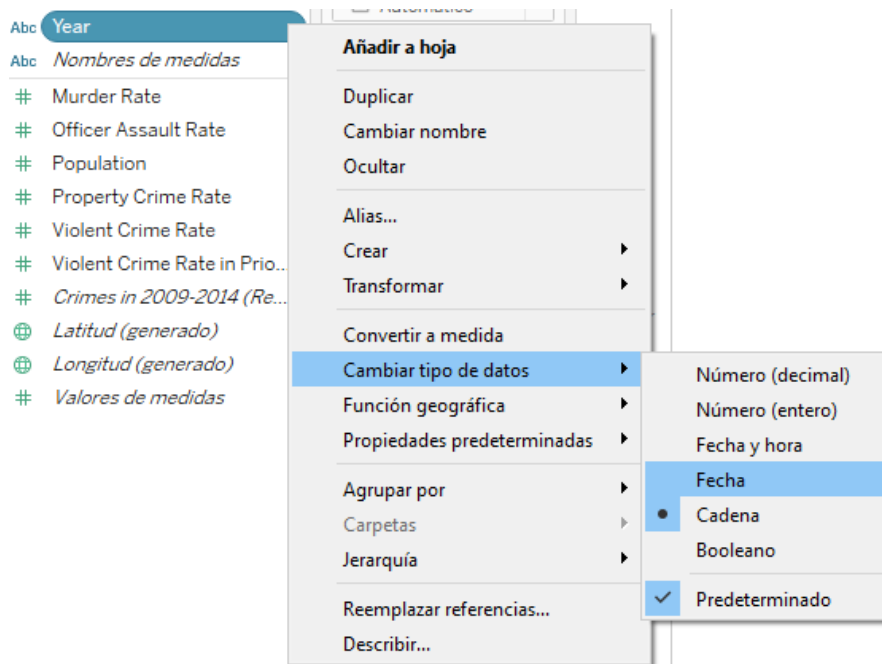 Automático
Abc Year
Abc Nombres de medidas
# Murder Rate
# Officer Assault Rate
# Population
# Property Crime Rate
# Violent Crime Rate
# Violent Crime Rate in Prio...
# Crimes in 2009-2014 (Re...
Latitud (generado)
Longitud (generado)
# Valores de medidas
Añadir a hoja
Duplicar
Cambiar nombre
Ocultar
Alias...
Crear
Transformar
Convertir a medida
Cambiar tipo de datos
Función geográfica
Propiedades predeterminadas
Agrupar por
Carpetas
Jerarquía
Reemplazar referencias...
Describir...
Número (decimal)
Número (entero)
Fecha y hora
Fecha
Cadena
Booleano
Predeterminado